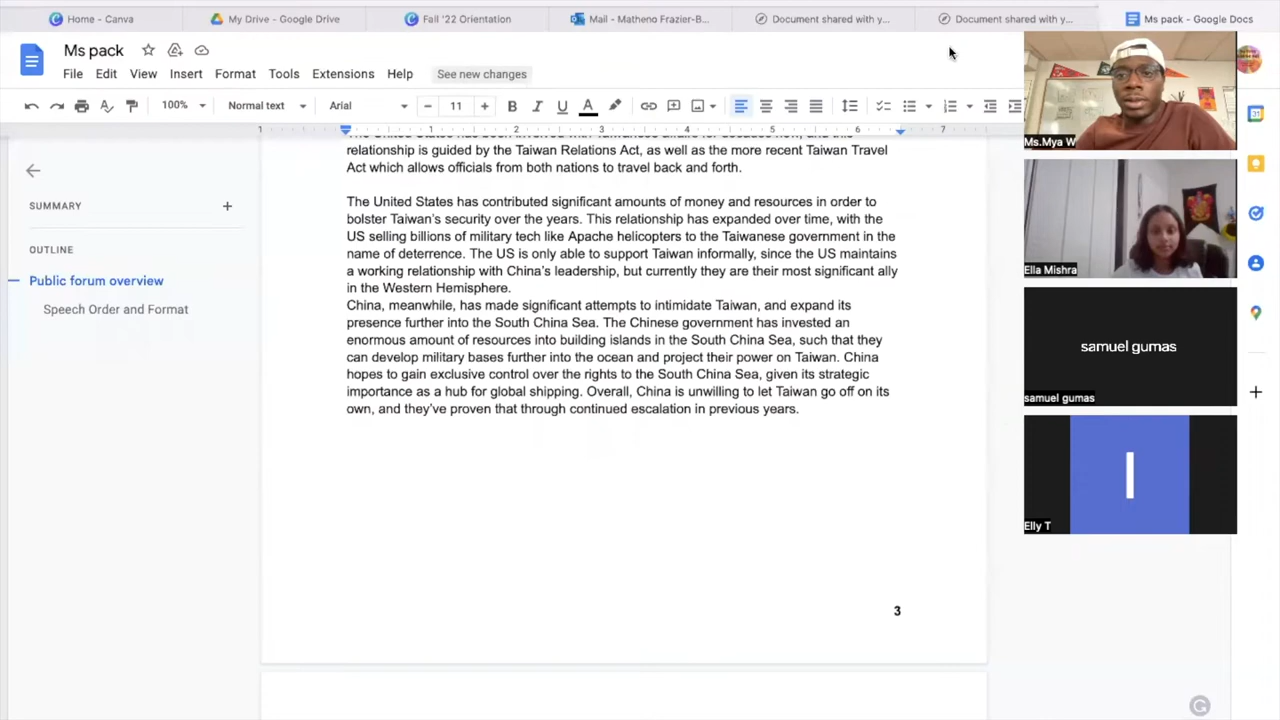 Home - Canva
My Drive - Google Drive
Fall '22 Orientation
Mail - Matheno Frazier-B...
Document shared with y...
Document shared with y...
Ms pack - Google Docs
Ms pack
File Edit View Insert Format Tools Extensions Help See new changes
100% Normal text Arial 11
1 1 2 3 4 5 6 7
relationship is guided by the Taiwan Relations Act, as well as the more recent Taiwan Travel
Act which allows officials from both nations to travel back and forth.
The United States has contributed significant amounts of money and resources in order to
bolster Taiwan's security over the years. This relationship has expanded over time, with the
US selling billions of military tech like Apache helicopters to the Taiwanese government in the
name of deterrence. The US is only able to support Taiwan informally, since the US maintains
a working relationship with China's leadership, but currently they are their most significant ally
in the Western Hemisphere.
China, meanwhile, has made significant attempts to intimidate Taiwan, and expand its
presence further into the South China Sea. The Chinese government has invested an
enormous amount of resources into building islands in the South China Sea, such that they
can develop military bases further into the ocean and project their power on Taiwan. China
hopes to gain exclusive control over the rights to the South China Sea, given its strategic
importance as a hub for global shipping. Overall, China is unwilling to let Taiwan go off on its
own, and they've proven that through continued escalation in previous years.
3
SUMMARY
OUTLINE
Public forum overview
Speech Order and Format
Ms.Mya W
Ella Mishra
samuel gumas
samuel gumas
I
Elly T